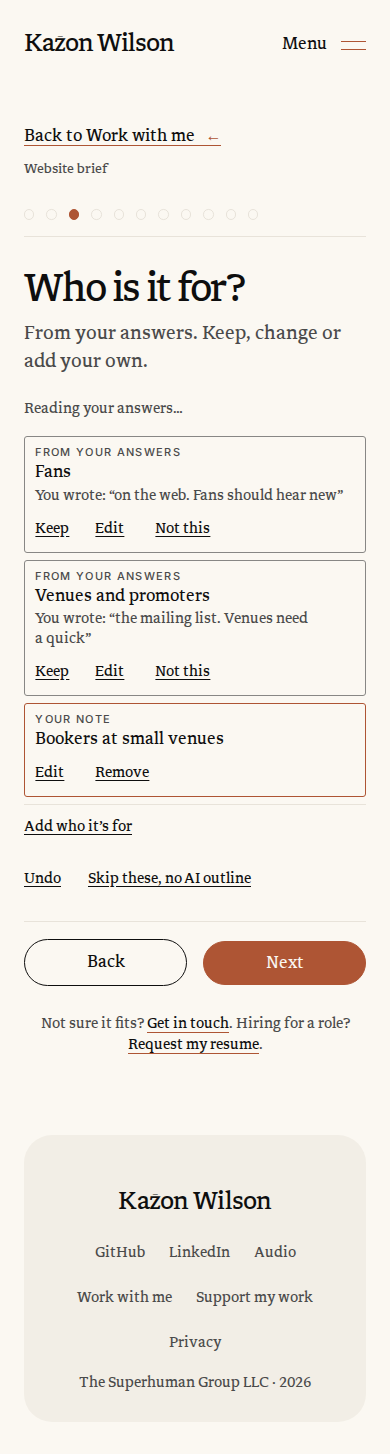 Kazon Wilson
Menu
Back to Work with me ←
Website brief
Who is it for?
From your answers. Keep, change or
add your own.
Reading your answers…
FROM YOUR ANSWERS
Fans
You wrote: “on the web. Fans should hear new”
Keep Edit Not this
FROM YOUR ANSWERS
Venues and promoters
You wrote: “the mailing list. Venues need
a quick”
Keep Edit Not this
YOUR NOTE
Bookers at small venues
Edit Remove
Add who it’s for
Undo Skip these, no AI outline
Back Next
Not sure it fits? Get in touch. Hiring for a role?
Request my resume.
Kazon Wilson
GitHub LinkedIn Audio
Work with me Support my work
Privacy
The Superhuman Group LLC · 2026